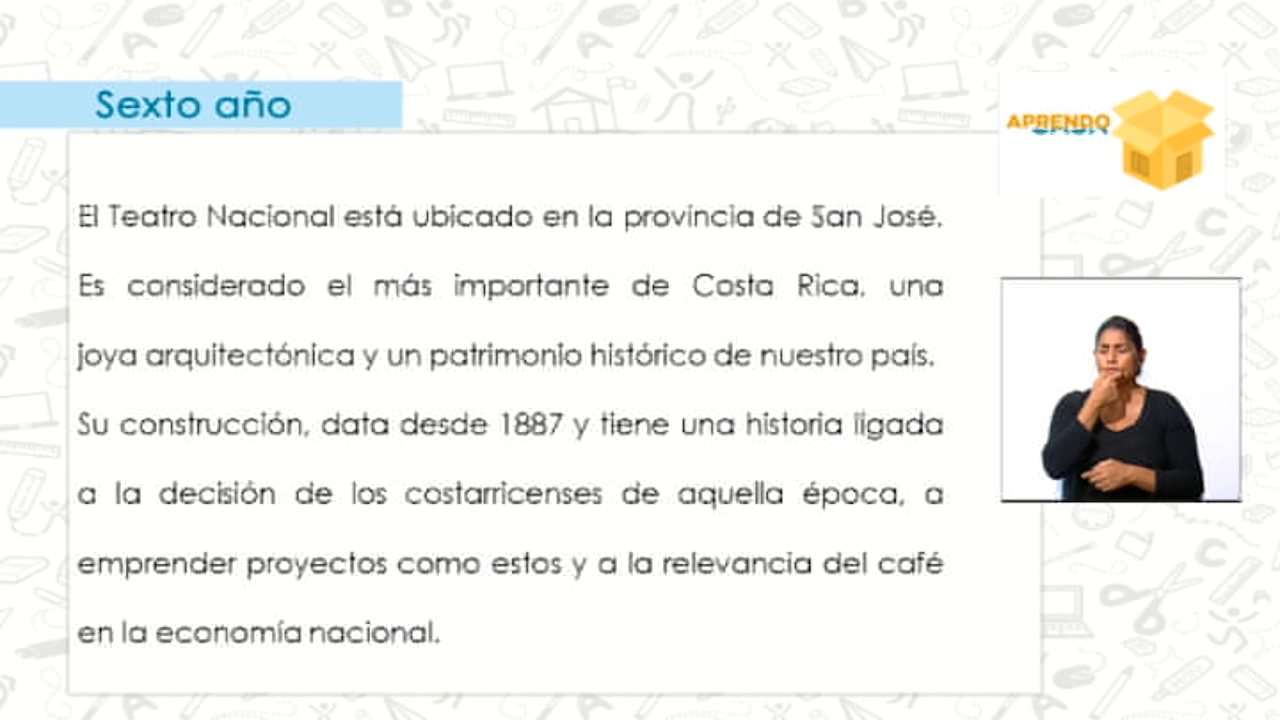 Sexto año
APRENDO
El Teatro Nacional está ubicado en la provincia de San José.
Es considerado el más importante de Costa Rica, una
joya arquitectónica y un patrimonio histórico de nuestro país.
Su construcción, data desde 1887 y tiene una historia ligada
a la decisión de los costarricenses de aquella época, a
emprender proyectos como estos y a la relevancia del café
en la economía nacional.